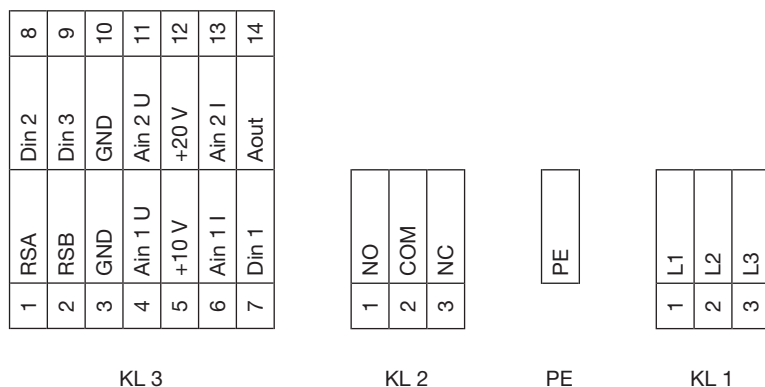 8 9 10 11 12 13 14
Din 2 Din 3 GND Ain 2 U +20 V Ain 2 I Aout
RSA RSB GND Ain 1 U +10 V Ain 1 I Din 1
1 2 3 4 5 6 7
KL 3
NO COM NC
1 2 3
KL 2
PE
PE
L1 L2 L3
1 2 3
KL 1